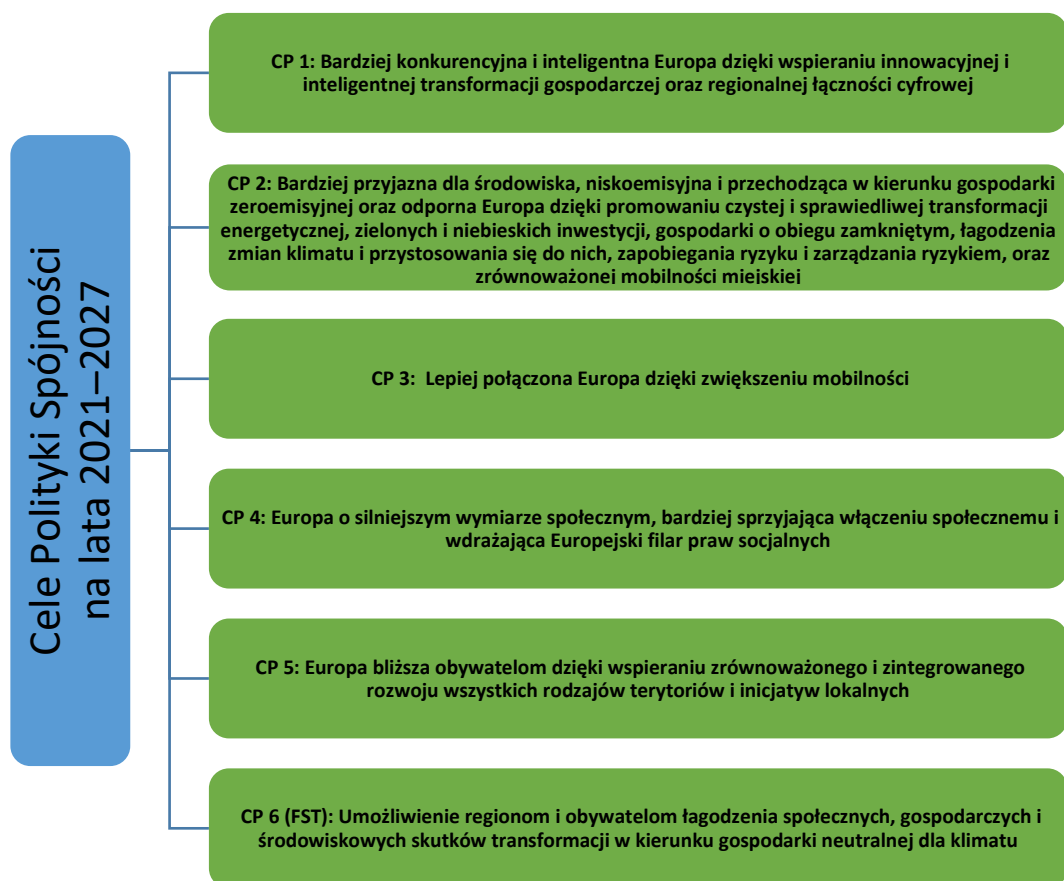 Cele Polityki Spójności
na lata 2021–2027
CP 1: Bardziej konkurencyjna i inteligentna Europa dzięki wspieraniu innowacyjnej i
inteligentnej transformacji gospodarczej oraz regionalnej łączności cyfrowej
CP 2: Bardziej przyjazna dla środowiska, niskoemisyjna i przechodząca w kierunku gospodarki
zeroemisyjnej oraz odporna Europa dzięki promowaniu czystej i sprawiedliwej transformacji
energetycznej, zielonych i niebieskich inwestycji, gospodarki o obiegu zamkniętym, łagodzenia
zmian klimatu i przystosowania się do nich, zapobiegania ryzyku i zarządzania ryzykiem, oraz
zrównoważonej mobilności miejskiej
CP 3: Lepiej połączona Europa dzięki zwiększeniu mobilności
CP 4: Europa o silniejszym wymiarze społecznym, bardziej sprzyjająca włączeniu społecznemu i
wdrażająca Europejski filar praw socjalnych
CP 5: Europa bliższa obywatelom dzięki wspieraniu zrównoważonego i zintegrowanego
rozwoju wszystkich rodzajów terytoriów i inicjatyw lokalnych
CP 6 (FST): Umożliwienie regionom i obywatelom łagodzenia społecznych, gospodarczych i
środowiskowych skutków transformacji w kierunku gospodarki neutralnej dla klimatu